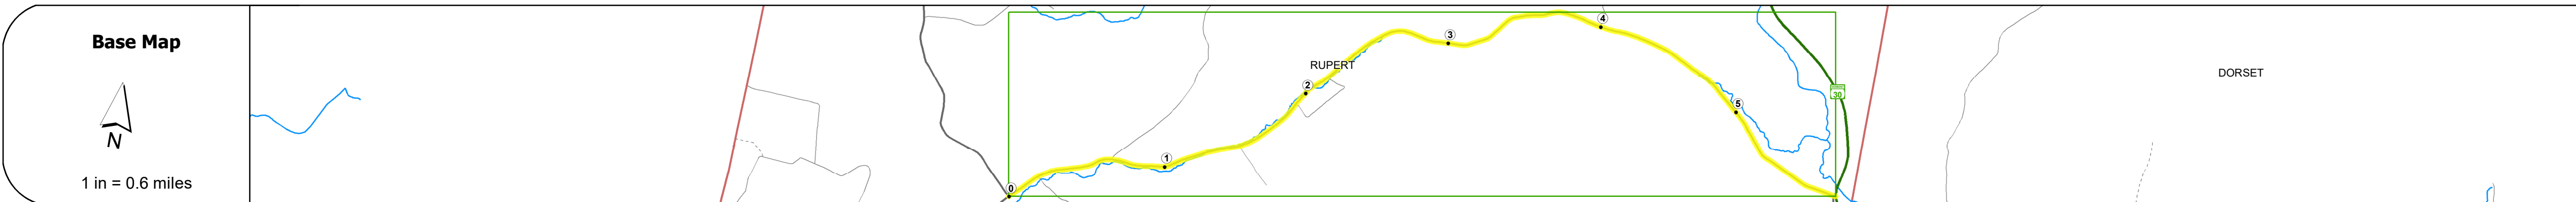 Base Map
N
1 in = 0.6 miles
0
1
2
RUPERT
3
4
5
30
DORSET